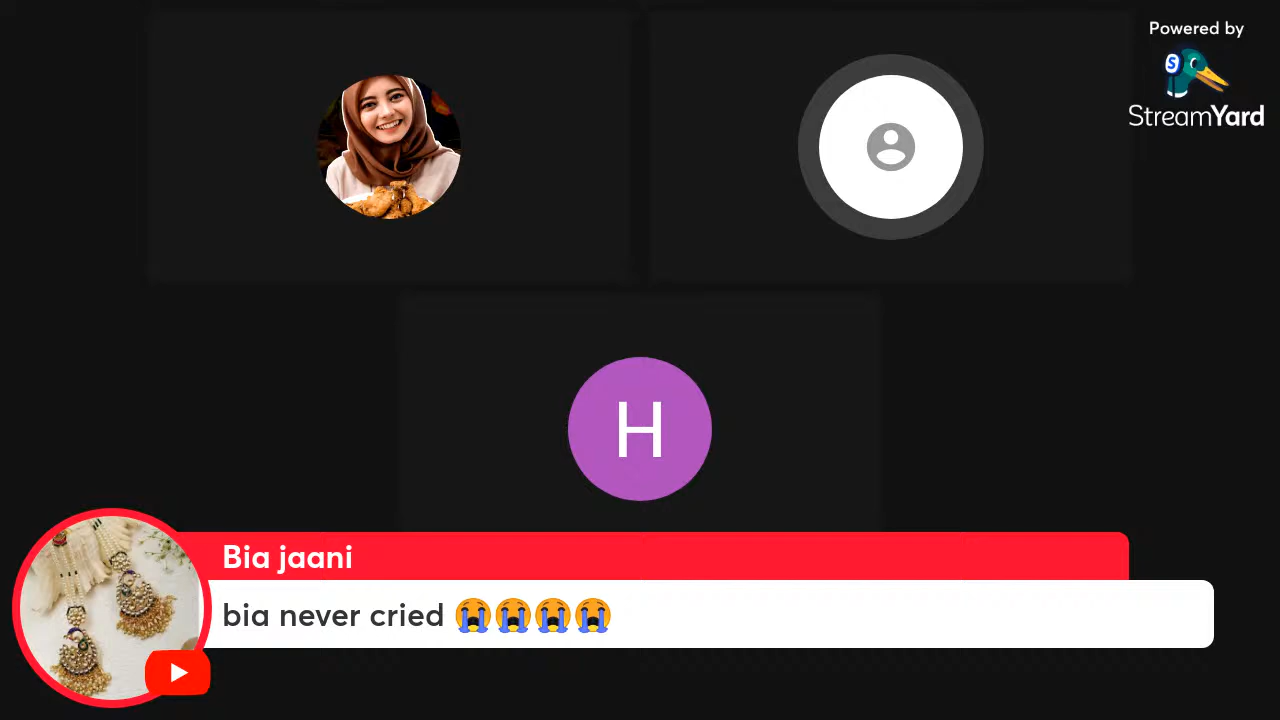 Powered by
S
StreamYard
H
Bia jaani
bia never cried 😭😭😭😭